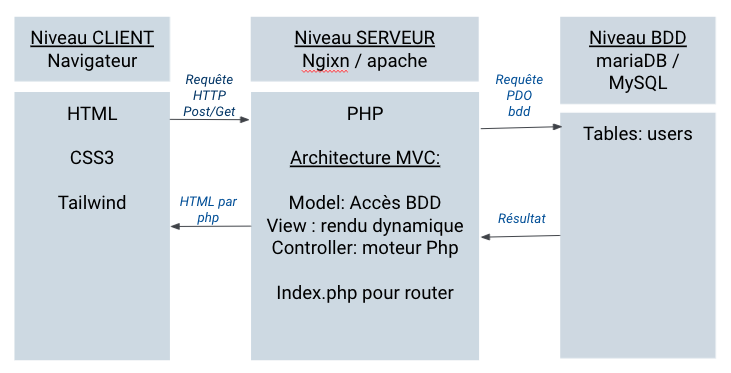 Niveau CLIENT
Navigateur
Niveau SERVEUR
Ngixn / apache
Niveau BDD
mariaDB /
MySQL
Requête
HTTP
Post/Get
Requête
PDO
bdd
HTML
CSS3
Tailwind
PHP
Architecture MVC:
Model: Accès BDD
View : rendu dynamique
Controller: moteur Php
Index.php pour router
Tables: users
HTML par
php
Résultat